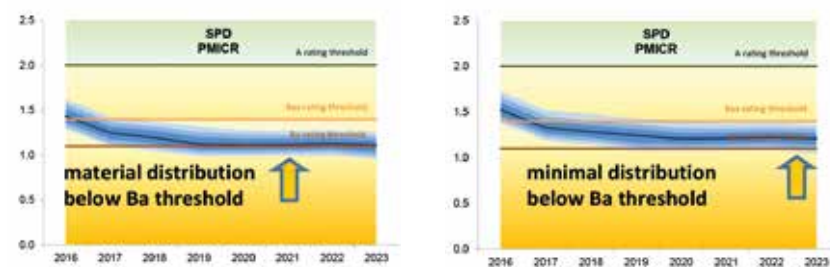 2.5
SPD
PMICR
A rating threshold
2.0
1.5
Baa rating threshold
Ba rating threshold
1.0
material distribution
below Ba threshold
0.5
0.0
2016 2017 2018 2019 2020 2021 2022 2023
2.5
SPD
PMICR
A rating threshold
2.0
1.5
Baa rating threshold
1.0
minimal distribution
below Ba threshold
0.5
0.0
2016 2017 2018 2019 2020 2021 2022 2023